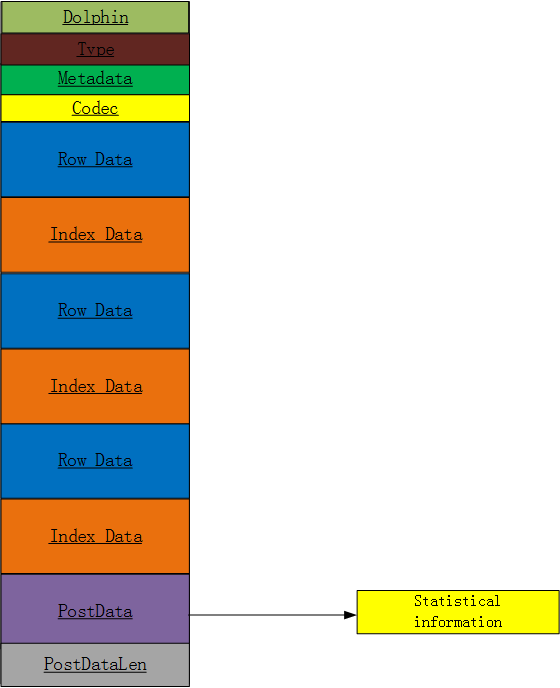 Dolphin
Type
Metadata
Codec
Row Data
Index Data
Row Data
Index Data
Row Data
Index Data
PostData
Statistical
information
PostDataLen